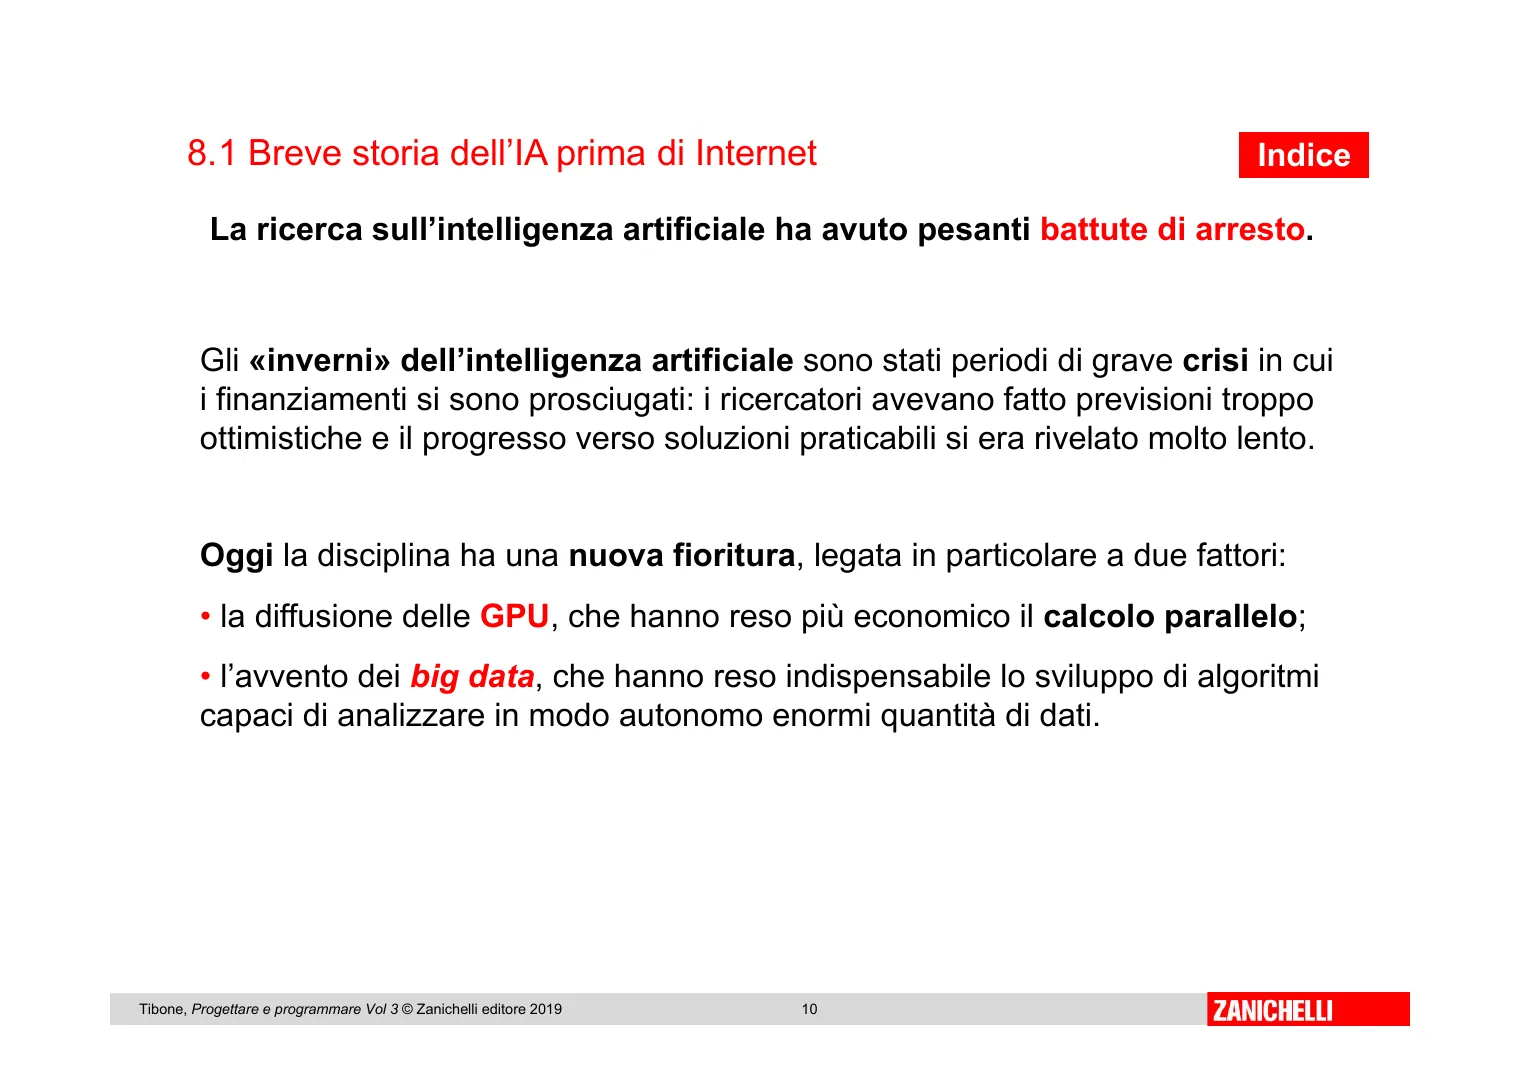 8.1 Breve storia dell’IA prima di Internet
Indice
La ricerca sull’intelligenza artificiale ha avuto pesanti battute di arresto.
Gli «inverni» dell’intelligenza artificiale sono stati periodi di grave crisi in cui
i finanziamenti si sono prosciugati: i ricercatori avevano fatto previsioni troppo
ottimistiche e il progresso verso soluzioni praticabili si era rivelato molto lento.
Oggi la disciplina ha una nuova fioritura, legata in particolare a due fattori:
• la diffusione delle GPU, che hanno reso più economico il calcolo parallelo;
• l’avvento dei big data, che hanno reso indispensabile lo sviluppo di algoritmi
capaci di analizzare in modo autonomo enormi quantità di dati.
Tibone, Progettare e programmare Vol 3 © Zanichelli editore 2019
10
ZANICHELLI